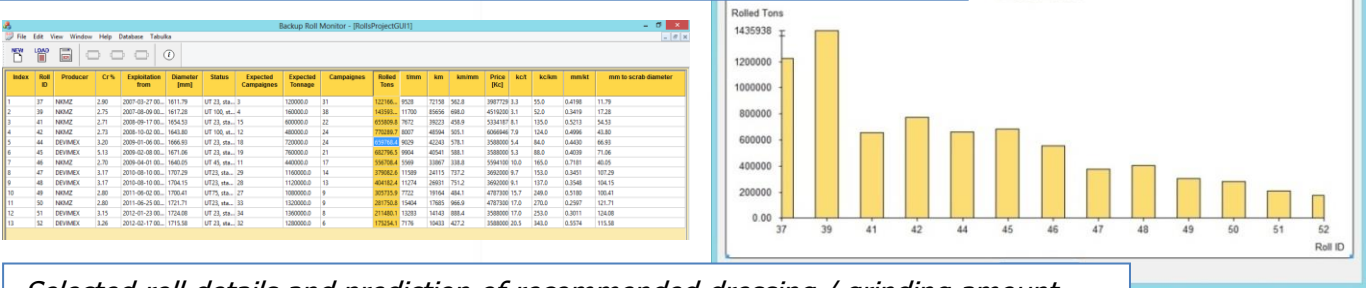 Backup Roll Monitor - [RollsProjectGUI1]
File Edit View Window Help Database Tabulka
NEW LOAD
Index Roll ID Producer Cr % Exploitation from Diameter [mm] Status Expected Campaignes Expected Tonnage Campaignes Rolled Tons t/mm km km/mm Price [Kc] kc/t kc/km mm/kt mm to scrab diameter
1 37 NKMZ 2.90 2007-03-27 00... 1611.79 UT 23, sta... 3 120000.0 31 122166... 9528 72158 562.8 3987729 3.3 55.0 0.4198 11.79
2 39 NKMZ 2.75 2007-08-09 00... 1617.28 UT 100, st... 4 160000.0 38 143593... 11700 85656 698.0 4519200 3.1 52.0 0.3419 17.28
3 41 NKMZ 2.71 2008-09-17 00... 1654.53 UT 23, sta... 15 600000.0 22 655809.8 7672 39223 458.9 5334187 8.1 135.0 0.5213 54.53
4 42 NKMZ 2.73 2008-10-02 00... 1643.80 UT 100, st... 12 480000.0 24 770289.7 8007 48594 505.1 6066946 7.9 124.0 0.4996 43.80
5 44 DEVIMEX 3.20 2009-01-06 00... 1666.93 UT 23, sta... 18 720000.0 24 659768.4 9029 42243 578.1 3588000 5.4 84.0 0.4430 66.93
6 45 DEVIMEX 5.13 2009-02-08 00... 1671.06 UT 23, sta... 19 760000.0 21 682796.5 9904 40541 588.1 3588000 5.3 88.0 0.4039 71.06
7 46 NKMZ 2.70 2009-04-01 00... 1640.05 UT 45, st... 11 440000.0 17 556708.4 5569 33867 338.8 5594100 10.0 165.0 0.7181 40.05
8 47 DEVIMEX 3.17 2010-08-10 00... 1707.29 UT23, sta... 29 1160000.0 14 379082.6 11589 24115 737.2 3692000 9.7 153.0 0.3451 107.29
9 48 DEVIMEX 3.17 2010-08-10 00... 1704.15 UT23, sta... 28 1120000.0 13 404182.4 11274 26931 751.2 3692000 9.1 137.0 0.3548 104.15
10 49 NKMZ 2.80 2011-06-02 00... 1700.41 UT75, sta... 27 1080000.0 9 305735.9 7722 19164 484.1 4787300 15.7 249.0 0.5180 100.41
11 50 NKMZ 2.80 2011-06-25 00... 1721.71 UT23, sta... 33 1320000.0 9 281750.8 15404 17685 966.9 4787300 17.0 270.0 0.2597 121.71
12 51 DEVIMEX 3.15 2012-01-23 00... 1724.08 UT23, sta... 34 1360000.0 8 211480.1 13283 14143 888.4 3588000 17.0 253.0 0.3011 124.08
13 52 DEVIMEX 3.26 2012-02-17 00... 1715.58 UT 23, sta... 32 1280000.0 6 175254.1 7176 10433 427.2 3588000 20.5 343.0 0.5574 115.58
Rolled Tons
1435938
1200000
1000000
800000
600000
400000
200000
0.00
37 39 41 42 44 45 46 47 48 49 50 51 52
Roll ID